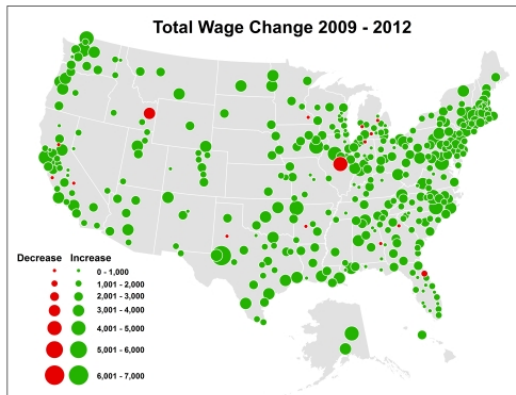 Total Wage Change 2009 - 2012
Decrease Increase
0 - 1,000
1,001 - 2,000
2,001 - 3,000
3,001 - 4,000
4,001 - 5,000
5,001 - 6,000
6,001 - 7,000